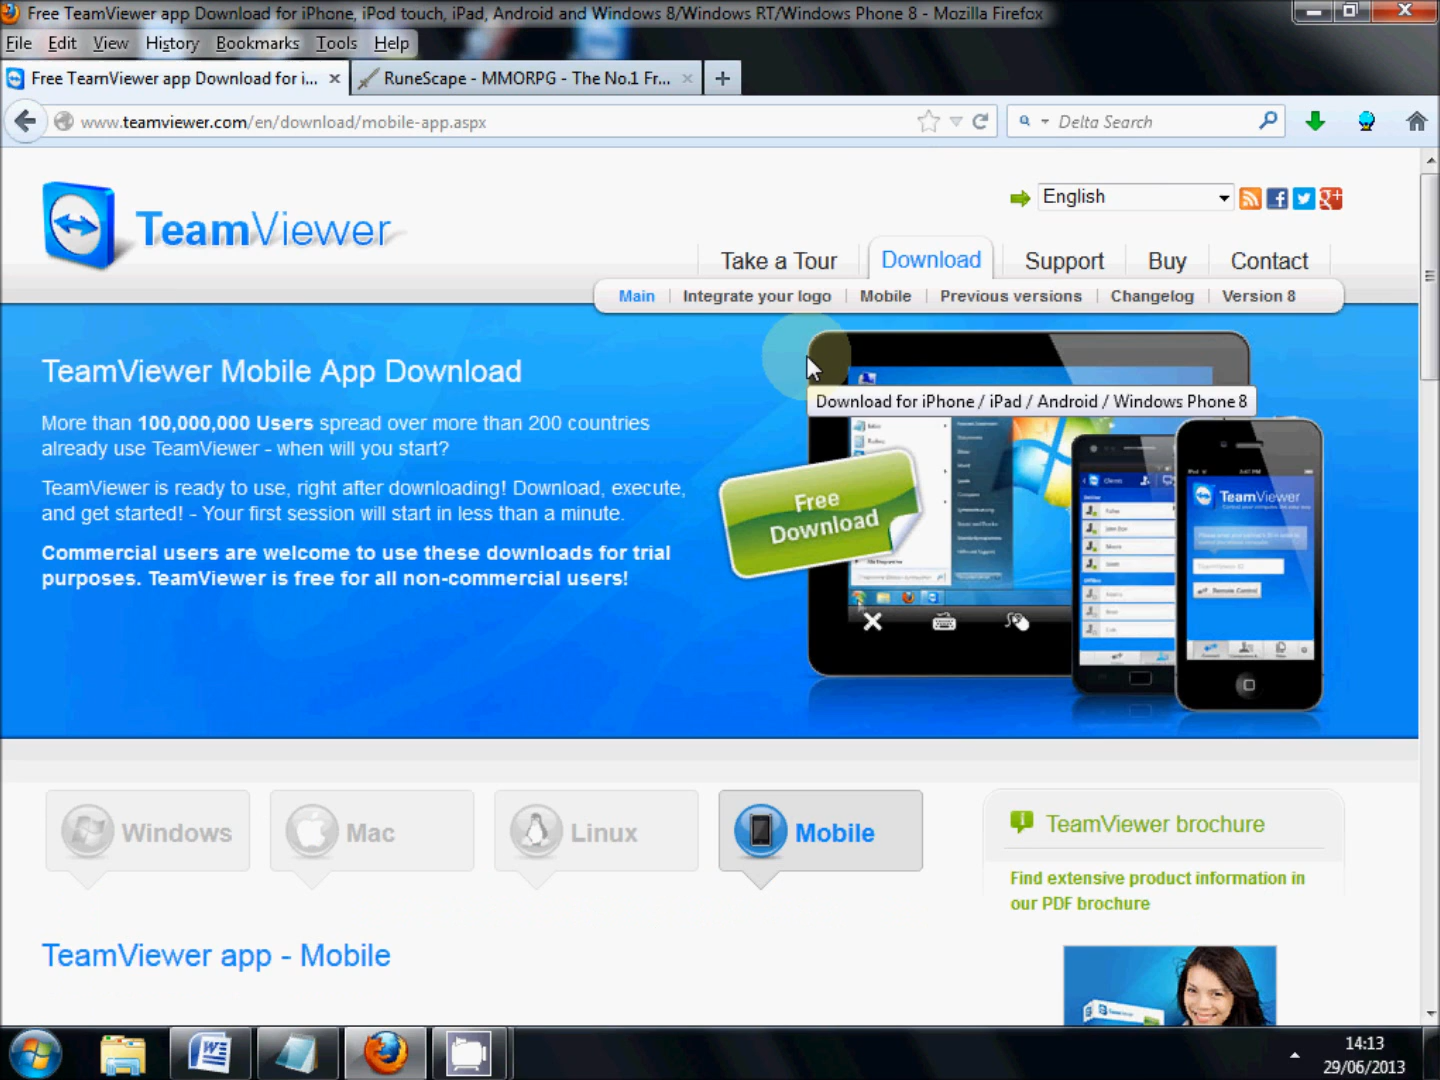 Free TeamViewer app Download for iPhone, iPod touch, iPad, Android and Windows 8/Windows RT/Windows Phone 8 - Mozilla Firefox
File Edit View History Bookmarks Tools Help
Free TeamViewer app Download for i...
RuneScape - MMORPG - The No.1 Fr...
www.teamviewer.com/en/download/mobile-app.aspx
Delta Search
English
TeamViewer
Take a Tour Download Support Buy Contact
Main Integrate your logo Mobile Previous versions Changelog Version 8
TeamViewer Mobile App Download
More than 100,000,000 Users spread over more than 200 countries
already use TeamViewer - when will you start?
TeamViewer is ready to use, right after downloading! Download, execute,
and get started! - Your first session will start in less than a minute.
Commercial users are welcome to use these downloads for trial
purposes. TeamViewer is free for all non-commercial users!
Download for iPhone / iPad / Android / Windows Phone 8
Free
Download
TeamViewer
TeamViewer ID
Remote Control
Windows
Mac
Linux
Mobile
TeamViewer brochure
Find extensive product information in
our PDF brochure
TeamViewer app - Mobile
14:13
29/06/2013